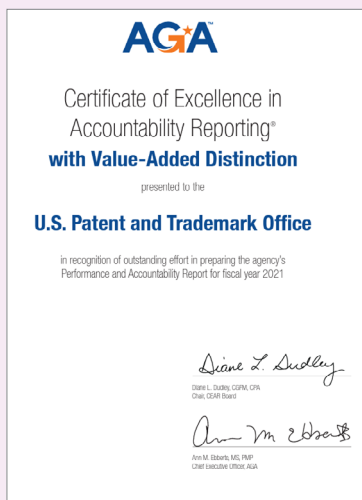 AGA
Certificate of Excellence in
Accountability Reporting®
with Value-Added Distinction
presented to the
U.S. Patent and Trademark Office
in recognition of outstanding effort in preparing the agency's
Performance and Accountability Report for fiscal year 2021
Diane L. Dudley
Diane L. Dudley, CGFM, CPA
Chair, CEAR Board
Ann M Ebberts
Ann M. Ebberts, MS, PMP
Chief Executive Officer, AGA